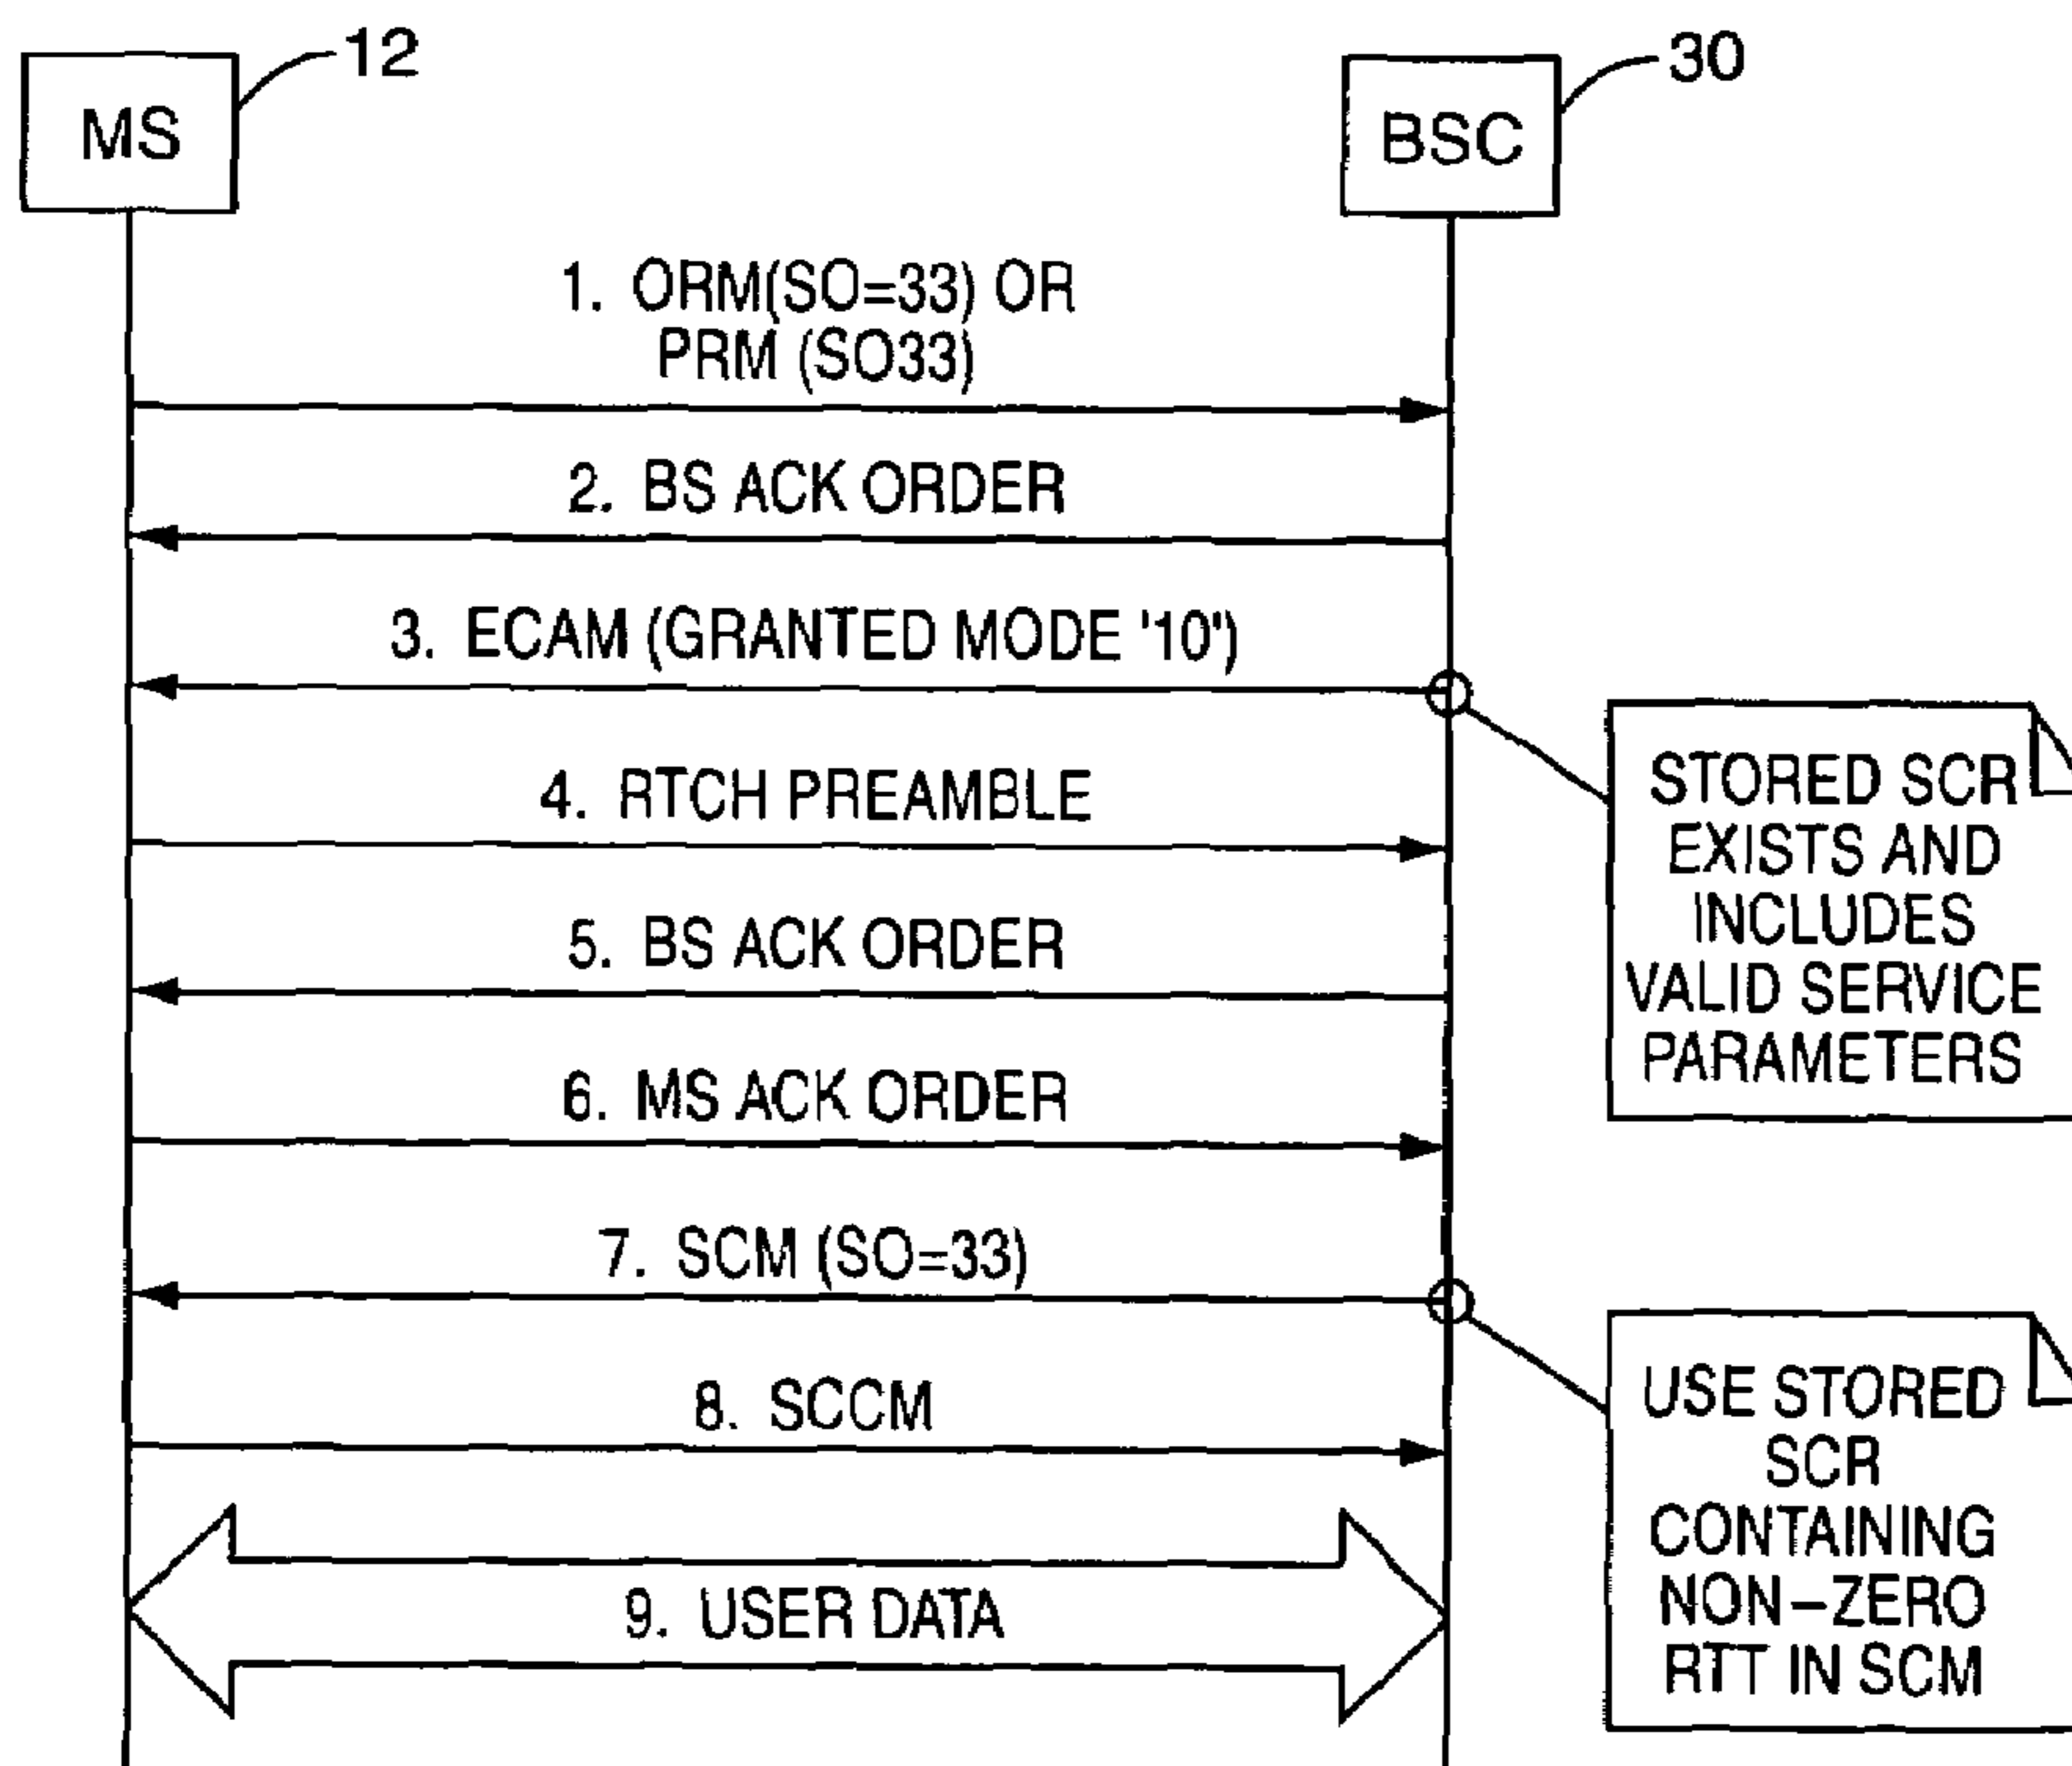 12
30
MS
BSC
1. ORM(SO=33) OR
PRM (SO33)
2. BS ACK ORDER
3. ECAM (GRANTED MODE '10')
STORED SCR
EXISTS AND
INCLUDES
VALID SERVICE
PARAMETERS
4. RTCH PREAMBLE
5. BS ACK ORDER
6. MS ACK ORDER
7. SCM (SO=33)
USE STORED
SCR
CONTAINING
NON-ZERO
RTT IN SCM
8. SCCM
9. USER DATA